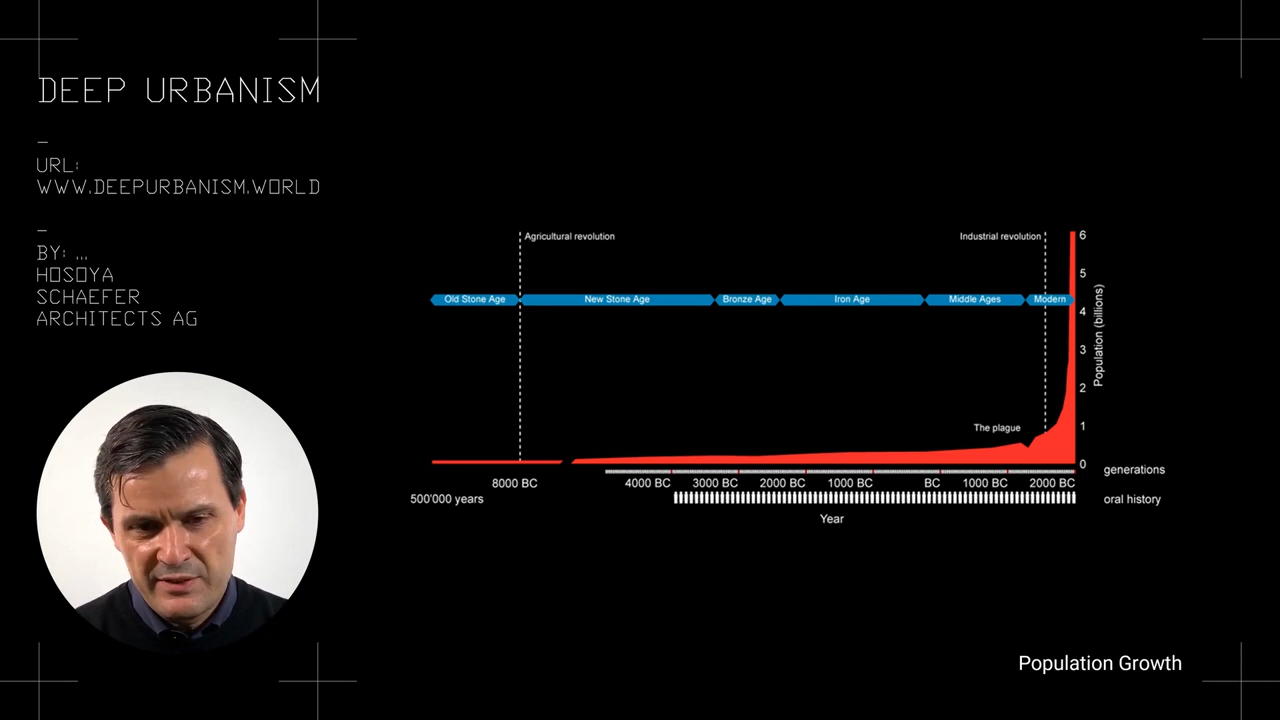 DEEP URBANISM
–
URL:
WWW.DEEPURBANISM.WORLD
–
BY: ...
HOSOYA
SCHAEFER
ARCHITECTS AG
Agricultural revolution
Industrial revolution
6
5
4
3
2
1
0
Population (billions)
Old Stone Age
New Stone Age
Bronze Age
Iron Age
Middle Ages
Modern
The plague
generations
8000 BC
4000 BC
3000 BC
2000 BC
1000 BC
BC
1000 BC
2000 BC
500'000 years
oral history
Year
Population Growth